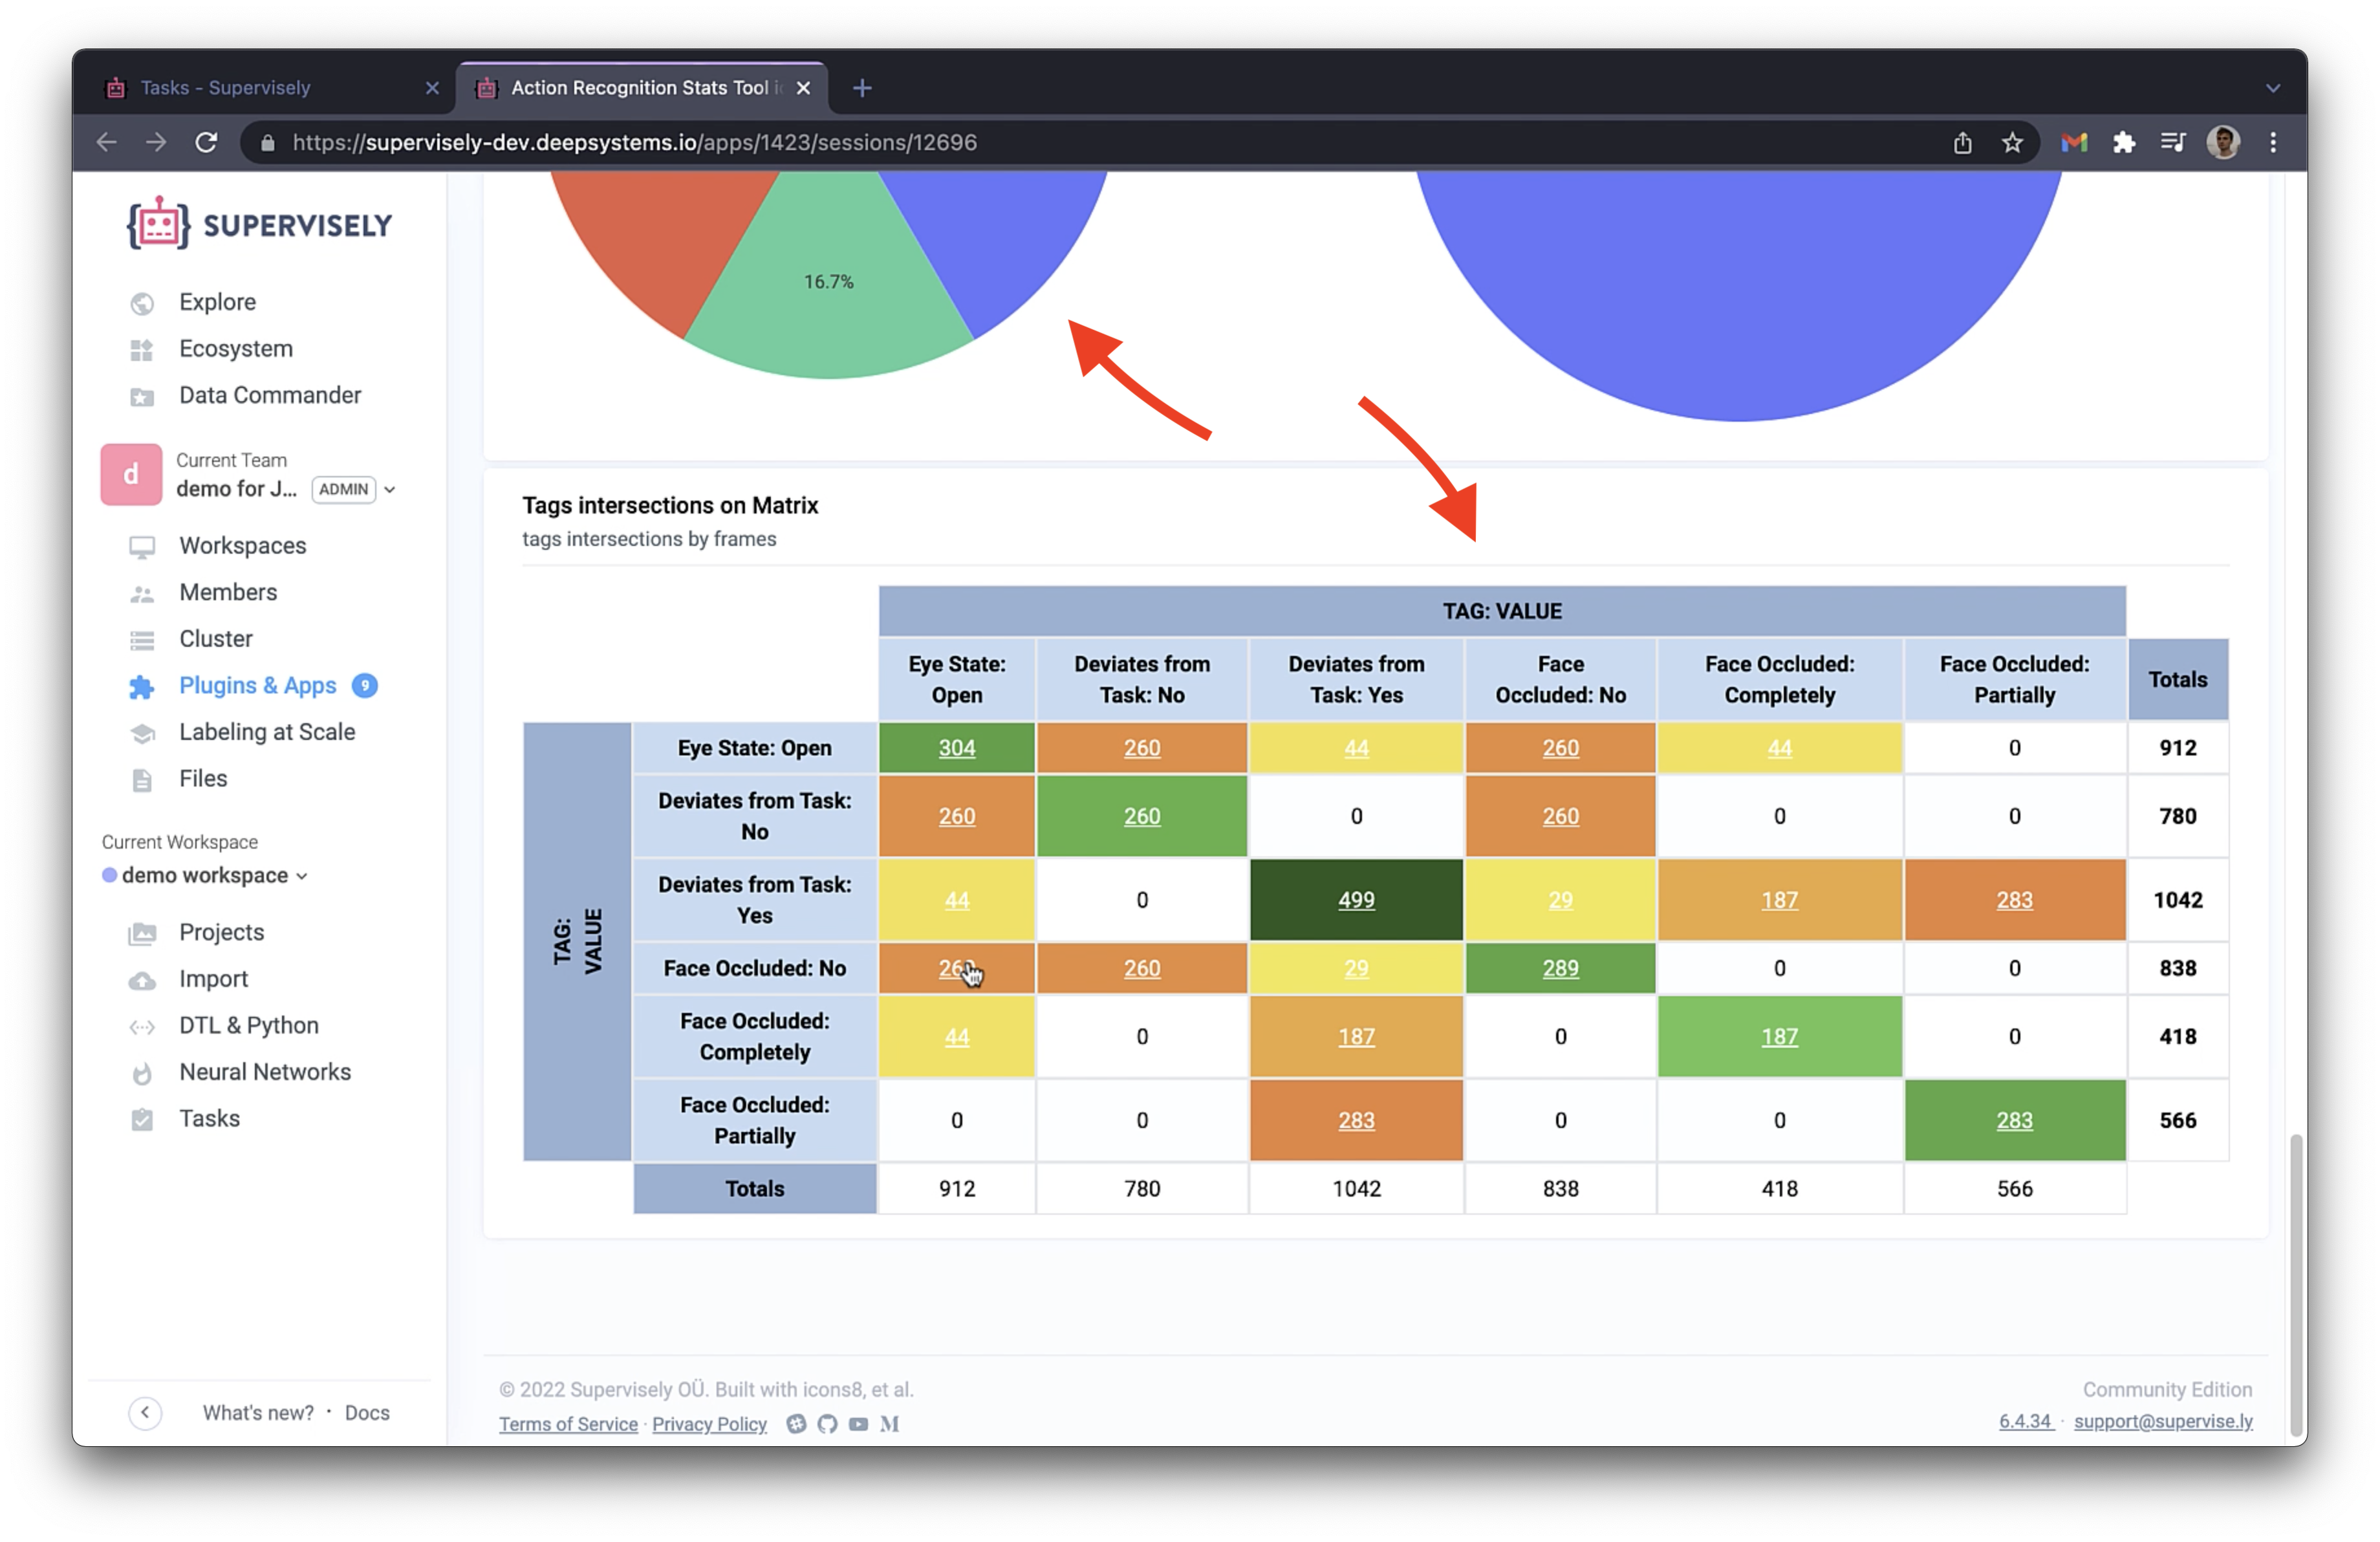 Tasks - Supervisely
Action Recognition Stats Tool
https://supervisely-dev.deepsystems.io/apps/1423/sessions/12696
SUPERVISELY
Explore
Ecosystem
Data Commander
d
Current Team
demo for J... ADMIN
Workspaces
Members
Cluster
Plugins & Apps 9
Labeling at Scale
Files
Current Workspace
demo workspace
Projects
Import
DTL & Python
Neural Networks
Tasks
What's new? · Docs
16.7%
Tags intersections on Matrix
tags intersections by frames
TAG: VALUE
Eye State: Open
Deviates from Task: No
Deviates from Task: Yes
Face Occluded: No
Face Occluded: Completely
Face Occluded: Partially
Totals
TAG: VALUE
Eye State: Open 304 260 44 260 44 0 912
Deviates from Task: No 260 260 0 260 0 0 780
Deviates from Task: Yes 44 0 499 29 187 283 1042
Face Occluded: No 260 29 289 0 0 838
Face Occluded: Completely 44 0 187 0 187 0 418
Face Occluded: Partially 0 0 283 0 0 283 566
Totals 912 780 1042 838 418 566
© 2022 Supervisely OÜ. Built with icons8, et al.
Terms of Service · Privacy Policy
Community Edition
6.4.34 · support@supervise.ly